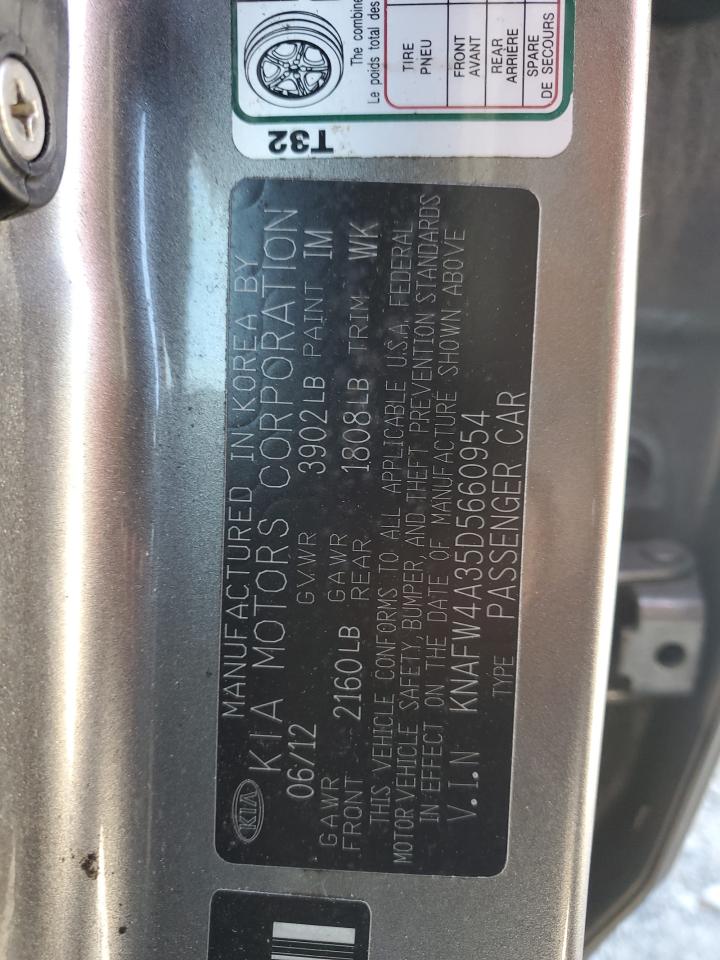 The combine
Le poids total des
TIRE
PNEU
FRONT
AVANT
REAR
ARRIÈRE
SPARE
DE SECOURS
T32
KIA
MANUFACTURED IN KOREA BY
KIA MOTORS CORPORATION
06/12 GVWR 3902LB PAINT IM
GAWR FRONT 2160LB GAWR REAR 1808LB TRIM WK
THIS VEHICLE CONFORMS TO ALL APPLICABLE U.S.A. FEDERAL
MOTOR VEHICLE SAFETY, BUMPER, AND THEFT PREVENTION STANDARDS
IN EFFECT ON THE DATE OF MANUFACTURE SHOWN ABOVE
V.I.N KNAFW4A35D5660954
TYPE PASSENGER CAR